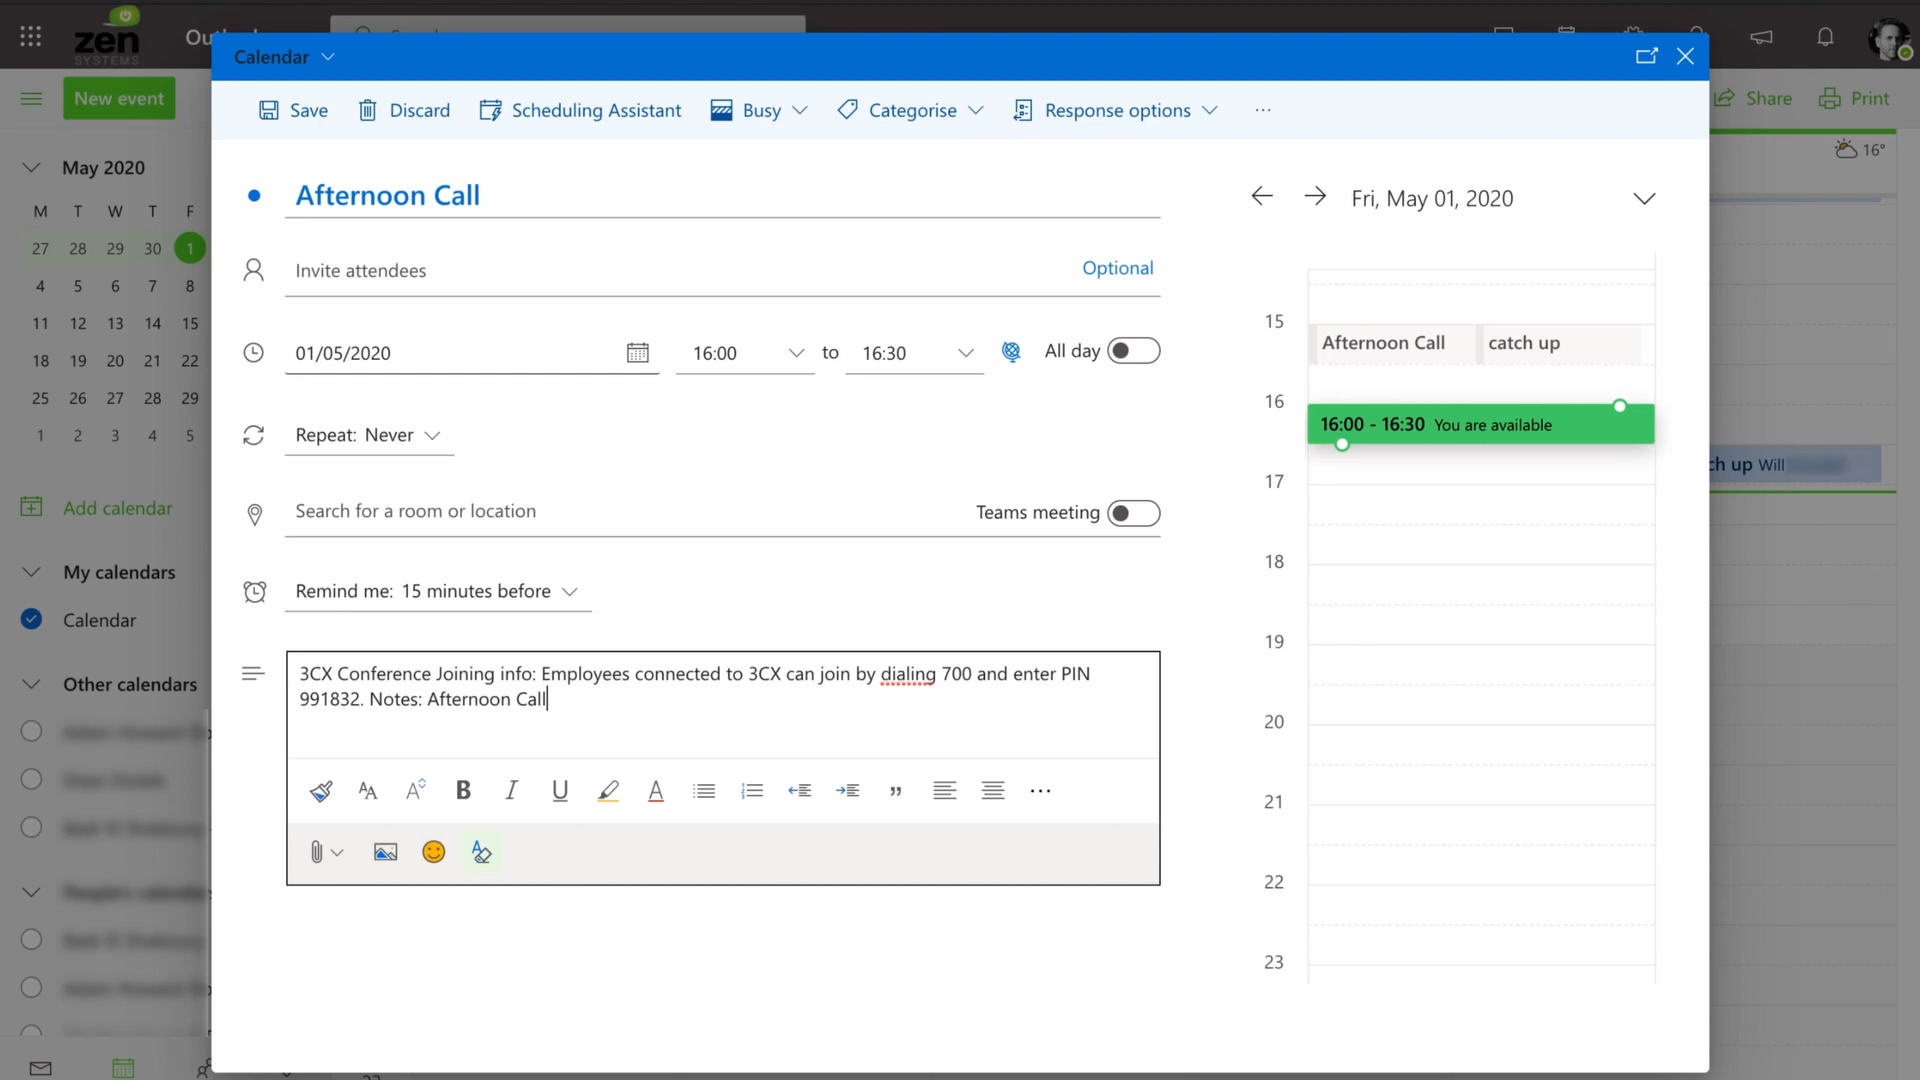 zen
SYSTEMS
New event
Share
Print
May 2020
M T W T F
27 28 29 30 1
4 5 6 7 8
11 12 13 14 15
18 19 20 21 22
25 26 27 28 29
1 2 3 4 5
Add calendar
My calendars
Calendar
Other calendars
16°
ch up Will
Calendar
Save
Discard
Scheduling Assistant
Busy
Categorise
Response options
...
Afternoon Call
Invite attendees
Optional
01/05/2020
16:00
to
16:30
All day
Repeat: Never
Search for a room or location
Teams meeting
Remind me: 15 minutes before
3CX Conference Joining info: Employees connected to 3CX can join by dialing 700 and enter PIN
991832. Notes: Afternoon Call
B I U A
Fri, May 01, 2020
15
Afternoon Call
catch up
16
16:00 - 16:30 You are available
17
18
19
20
21
22
23